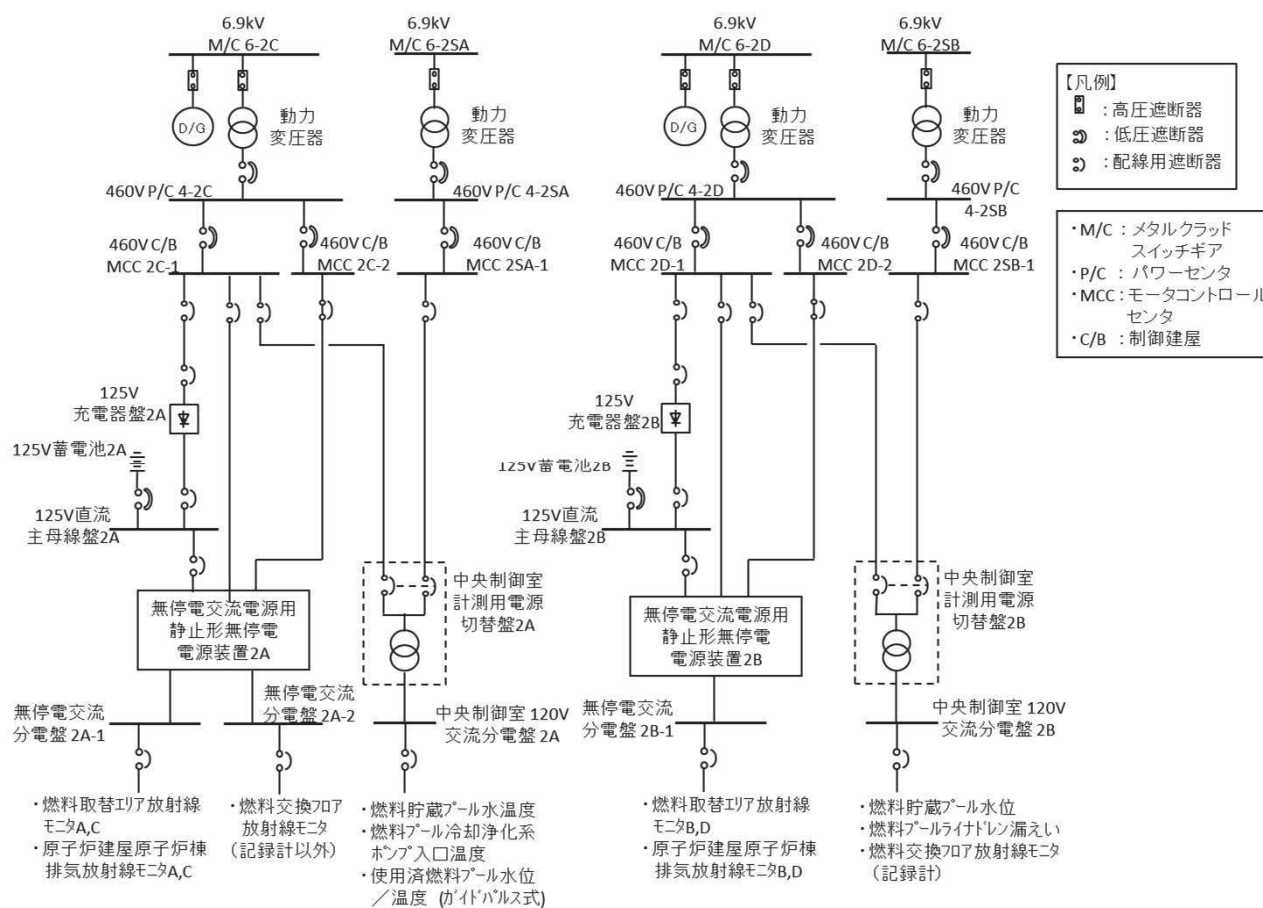 6.9kV
M/C 6-2C
6.9kV
M/C 6-2SA
D/G
動力
変圧器
動力
変圧器
460V P/C 4-2C
460V P/C 4-2SA
460V C/B
MCC 2C-1
460V C/B
MCC 2C-2
460V C/B
MCC 2SA-1
125V
充電器盤2A
125V蓄電池2A
125V直流
主母線盤2A
無停電交流電源用
静止形無停電
電源装置2A
中央制御室
計測用電源
切替盤2A
無停電交流
分電盤 2A-1
無停電交流
分電盤 2A-2
中央制御室 120V
交流分電盤 2A
・燃料取替エリア放射線
モニタA,C
・原子炉建屋原子炉棟
排気放射線モニタA,C
・燃料交換フロア
放射線モニタ
(記録計以外)
・燃料貯蔵プール水温度
・燃料プール冷却浄化系
ポンプ入口温度
・使用済燃料プール水位
/温度 (ガイドパルス式)
6.9kV
M/C 6-2D
6.9kV
M/C 6-2SB
D/G
動力
変圧器
動力
変圧器
460V P/C 4-2D
460V P/C
4-2SB
460V C/B
MCC 2D-1
460V C/B
MCC 2D-2
460V C/B
MCC 2SB-1
125V
充電器盤2B
125V蓄電池2B
125V直流
主母線盤2B
無停電交流電源用
静止形無停電
電源装置2B
中央制御室
計測用電源
切替盤2B
無停電交流
分電盤 2B-1
中央制御室 120V
交流分電盤 2B
・燃料取替エリア放射線
モニタB,D
・原子炉建屋原子炉棟
排気放射線モニタB,D
・燃料貯蔵プール水位
・燃料プールライナドレン漏えい
・燃料交換フロア放射線モニタ
(記録計)
【凡例】
:高圧遮断器
:低圧遮断器
:配線用遮断器
・M/C : メタルクラッド
スイッチギア
・P/C : パワーセンタ
・MCC : モータコントロール
センタ
・C/B : 制御建屋